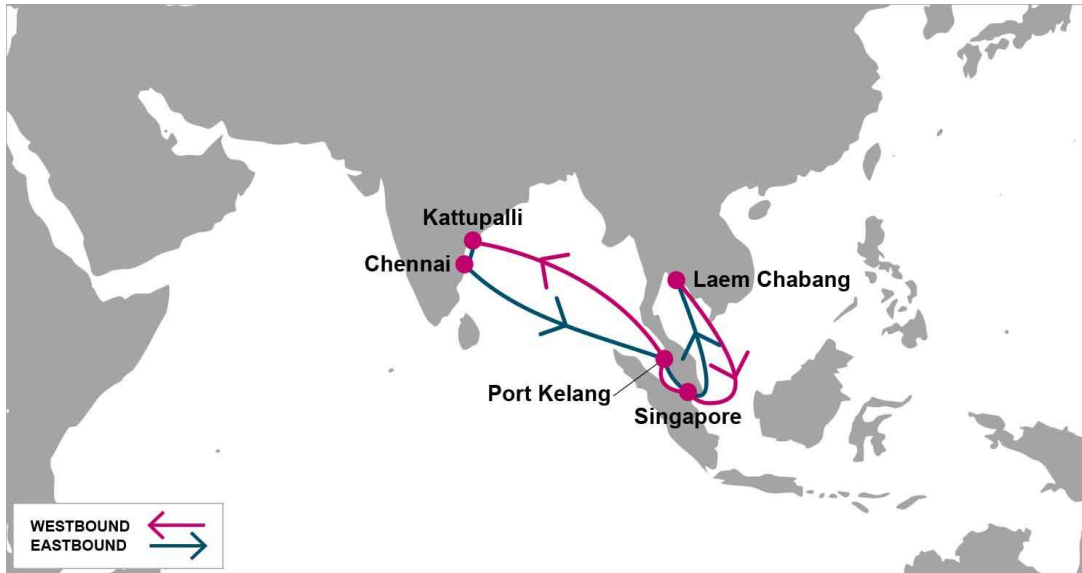 Kattupalli
Chennai
Laem Chabang
Port Kelang
Singapore
WESTBOUND
EASTBOUND